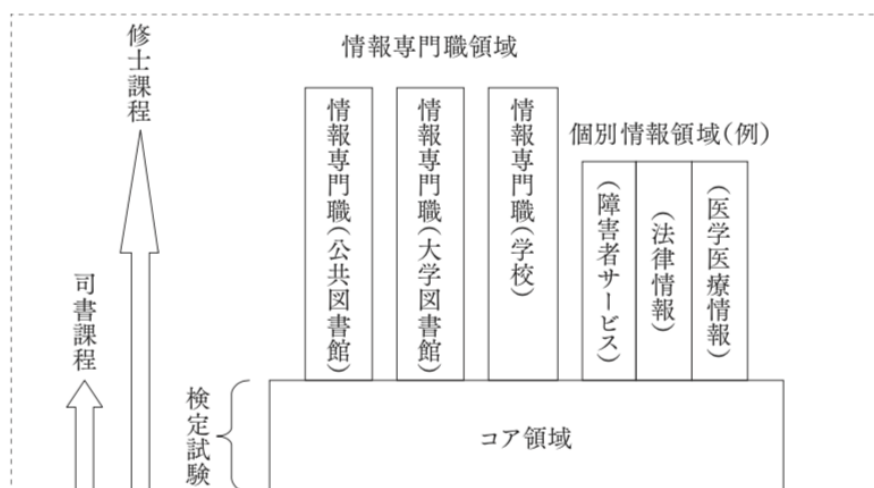 修士課程
情報専門職領域
情報専門職(公共図書館)
情報専門職(大学図書館)
情報専門職(学校)
個別情報領域(例)
(障害者サービス)
(法律情報)
(医学医療情報)
司書課程
検定試験
コア領域